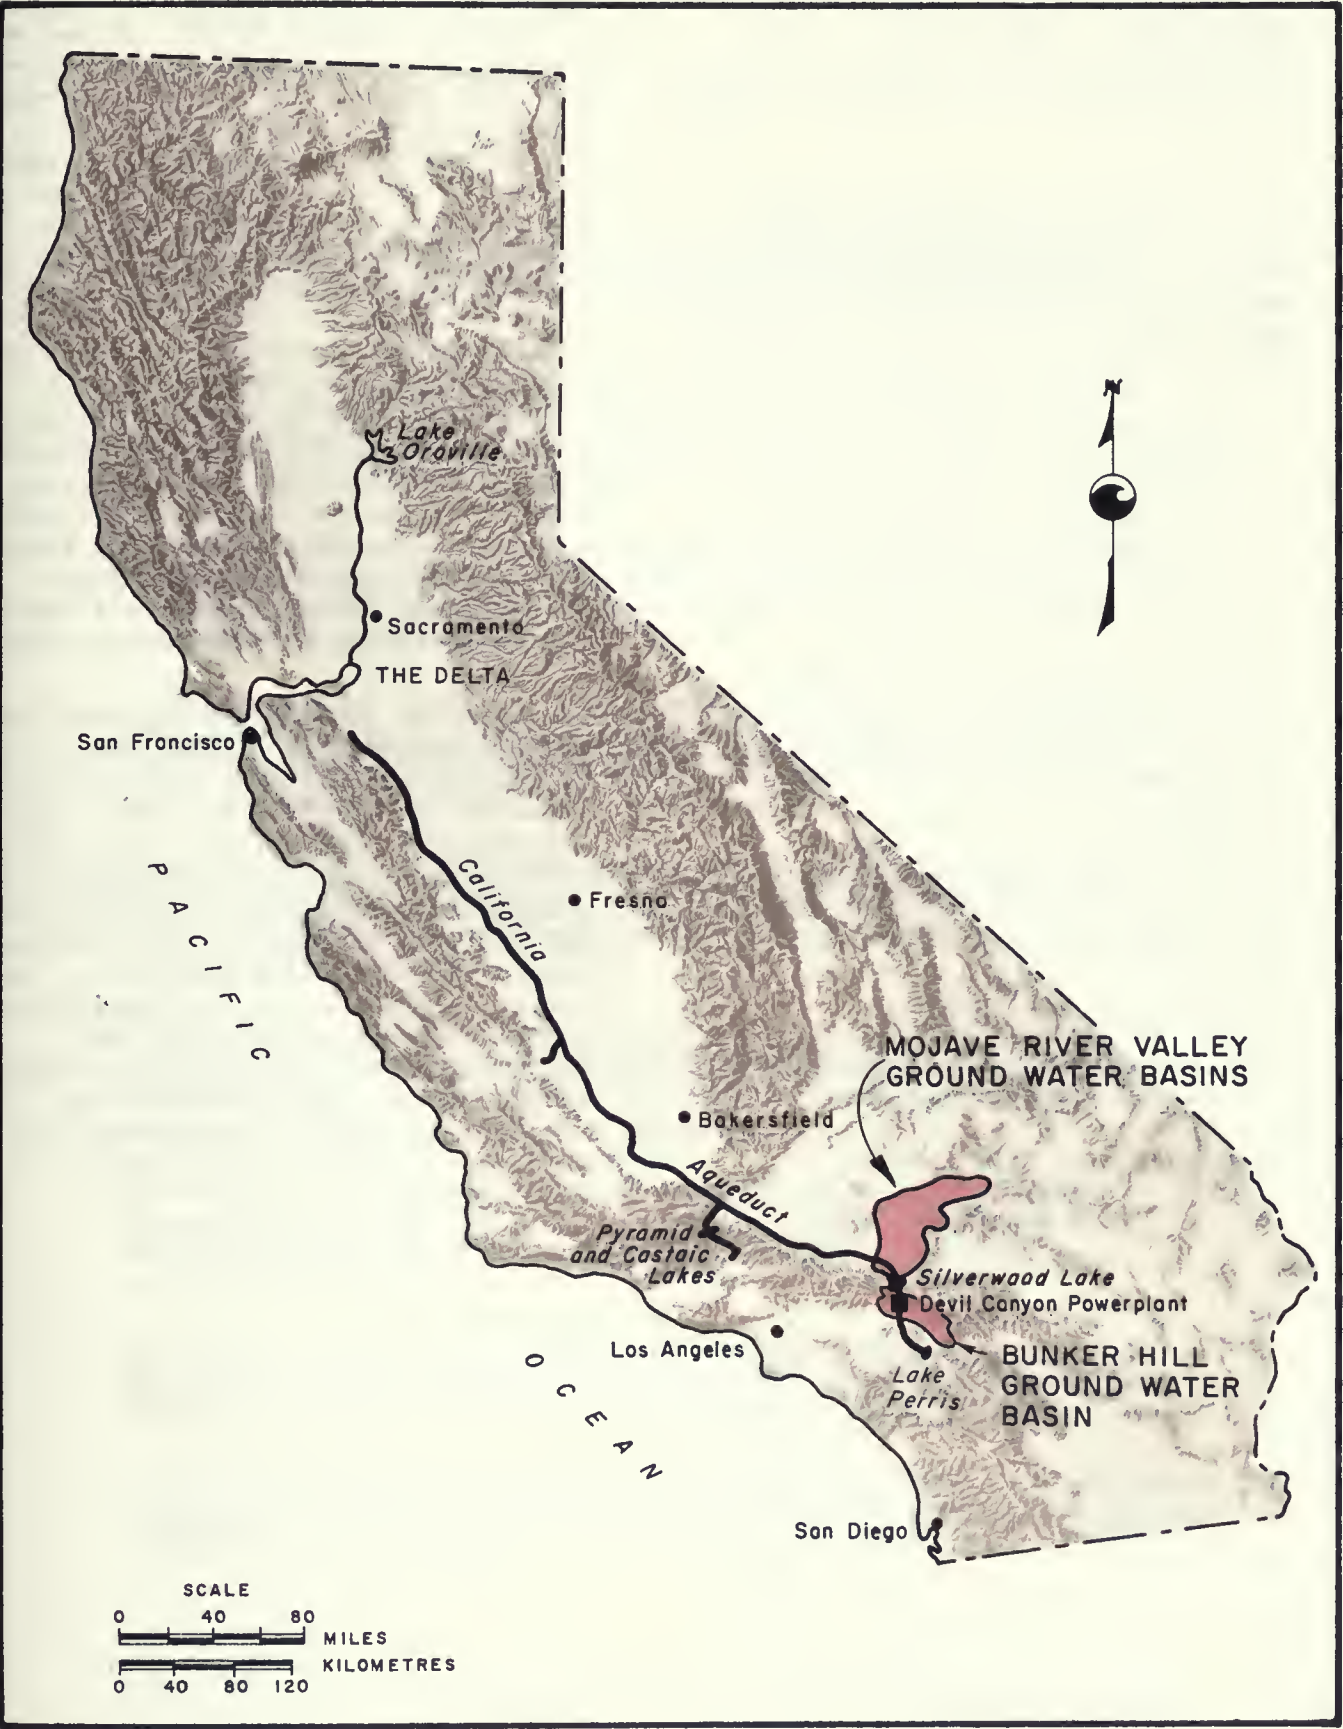 N
Lake
Oroville
Sacramento
THE DELTA
San Francisco
California
Fresno
PACIFIC
MOJAVE RIVER VALLEY
GROUND WATER BASINS
Bakersfield
Aqueduct
Pyramid
and Castaic
Lakes
Silverwood Lake
Devil Canyon Powerplant
Los Angeles
BUNKER HILL
GROUND WATER
BASIN
Lake
Perris
OCEAN
San Diego
SCALE
0 40 80
MILES
KILOMETRES
0 40 80 120